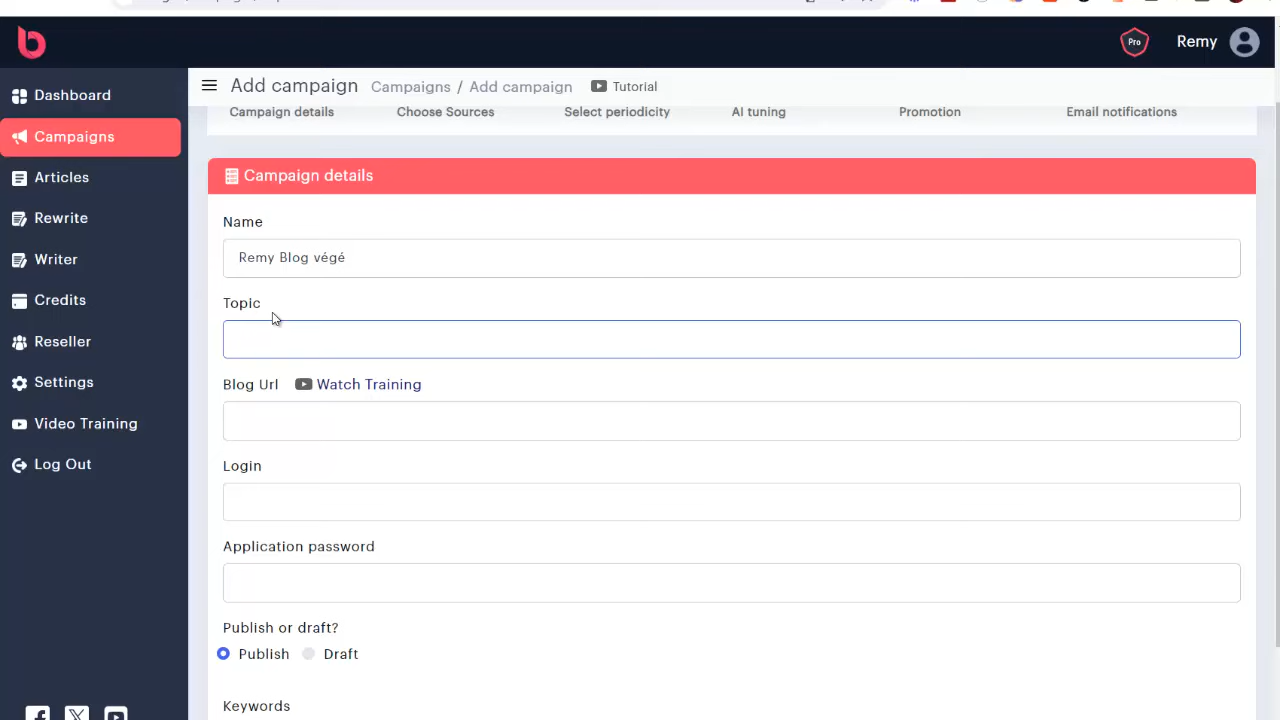 Pro
Remy
Dashboard
Campaigns
Articles
Rewrite
Writer
Credits
Reseller
Settings
Video Training
Log Out
Add campaign Campaigns / Add campaign Tutorial
Campaign details Choose Sources Select periodicity AI tuning Promotion Email notifications
Campaign details
Name
Remy Blog végé
Topic
Blog Url Watch Training
Login
Application password
Publish or draft?
Publish Draft
Keywords